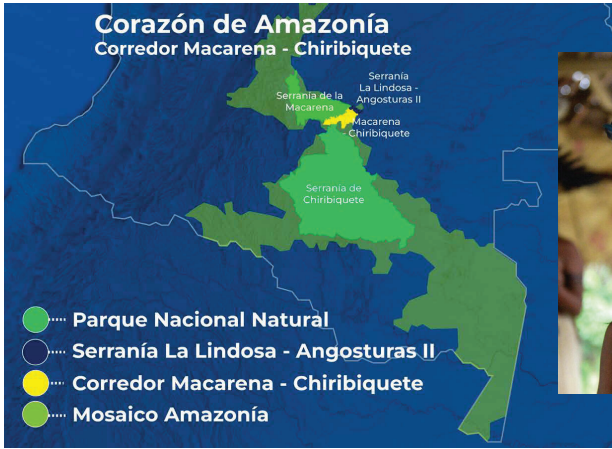 Corazón de Amazonía
Corredor Macarena - Chiribiquete
Serranía
La Lindosa -
Angosturas II
Serranía de la
Macarena
Macarena
- Chiribiquete
Serranía de
Chiribiquete
Parque Nacional Natural
Serranía La Lindosa - Angosturas II
Corredor Macarena - Chiribiquete
Mosaico Amazonía